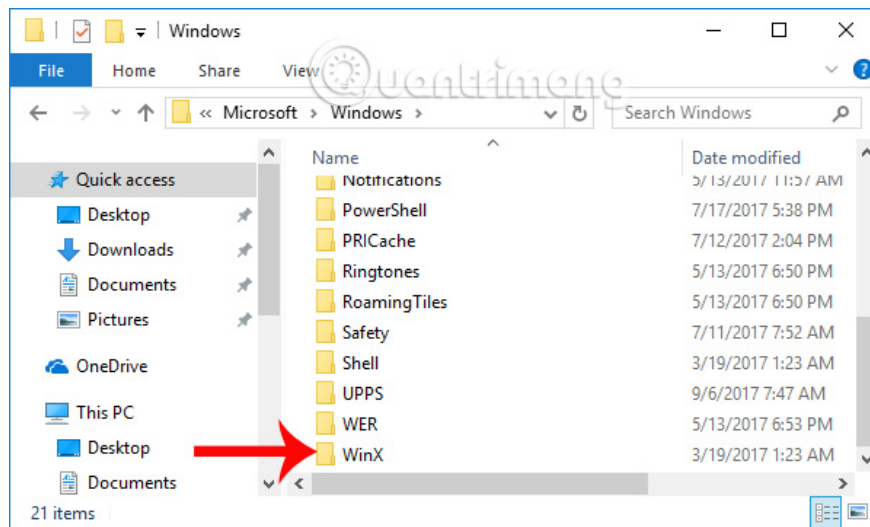 Windows
File Home Share View
Quantrimang
« Microsoft > Windows >
Search Windows
Name Date modified
Quick access
Desktop
Downloads
Documents
Pictures
OneDrive
This PC
Desktop
Documents
Notifications 5/13/2017 11:57 AM
PowerShell 7/17/2017 5:38 PM
PRICache 7/12/2017 2:04 PM
Ringtones 5/13/2017 6:50 PM
RoamingTiles 5/13/2017 6:50 PM
Safety 7/11/2017 7:52 AM
Shell 3/19/2017 1:23 AM
UPPS 9/6/2017 7:47 AM
WER 5/13/2017 6:53 PM
WinX 3/19/2017 1:23 AM
21 items